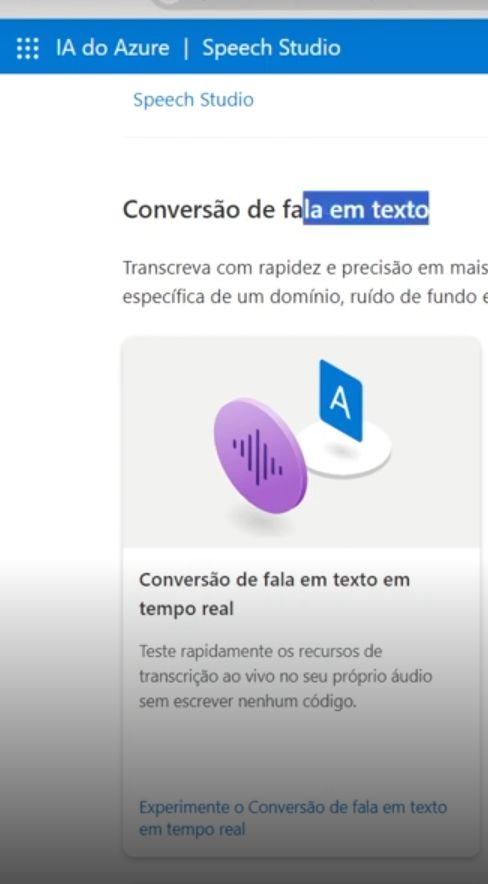 IA do Azure | Speech Studio
Speech Studio
Conversão de fala em texto
Transcreva com rapidez e precisão em mais
específica de um domínio, ruído de fundo e
A
Conversão de fala em texto em
tempo real
Teste rapidamente os recursos de
transcrição ao vivo no seu próprio áudio
sem escrever nenhum código.
Experimente o Conversão de fala em texto
em tempo real